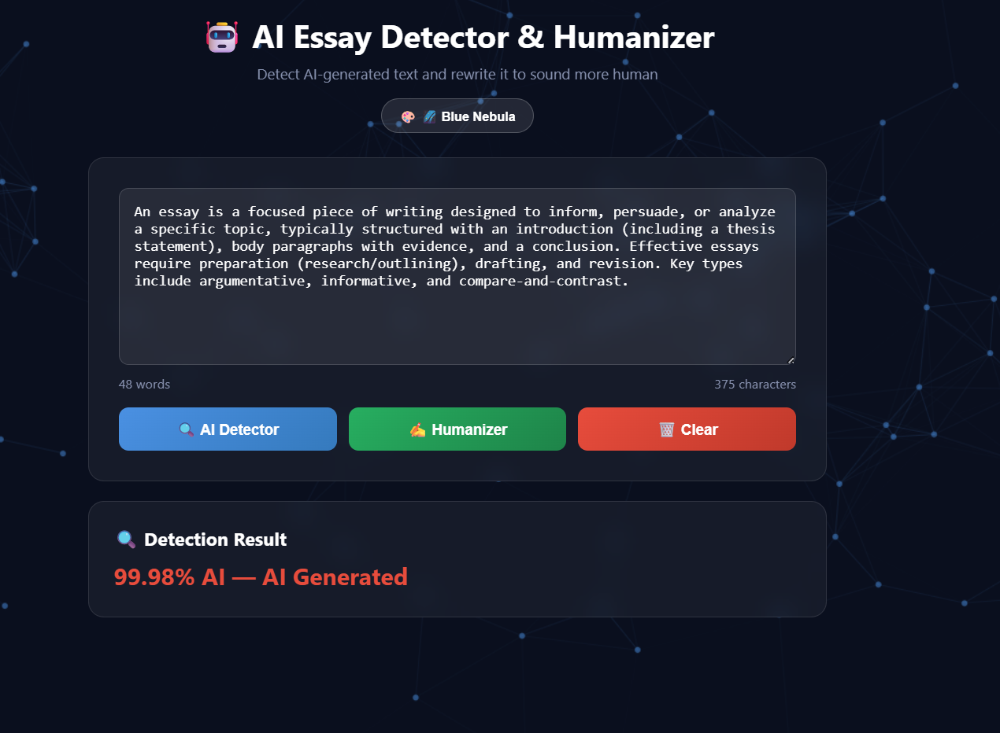 AI Essay Detector & Humanizer
Detect AI-generated text and rewrite it to sound more human
Blue Nebula
An essay is a focused piece of writing designed to inform, persuade, or analyze
a specific topic, typically structured with an introduction (including a thesis
statement), body paragraphs with evidence, and a conclusion. Effective essays
require preparation (research/outlining), drafting, and revision. Key types
include argumentative, informative, and compare-and-contrast.
48 words
375 characters
AI Detector
Humanizer
Clear
Detection Result
99.98% AI — AI Generated